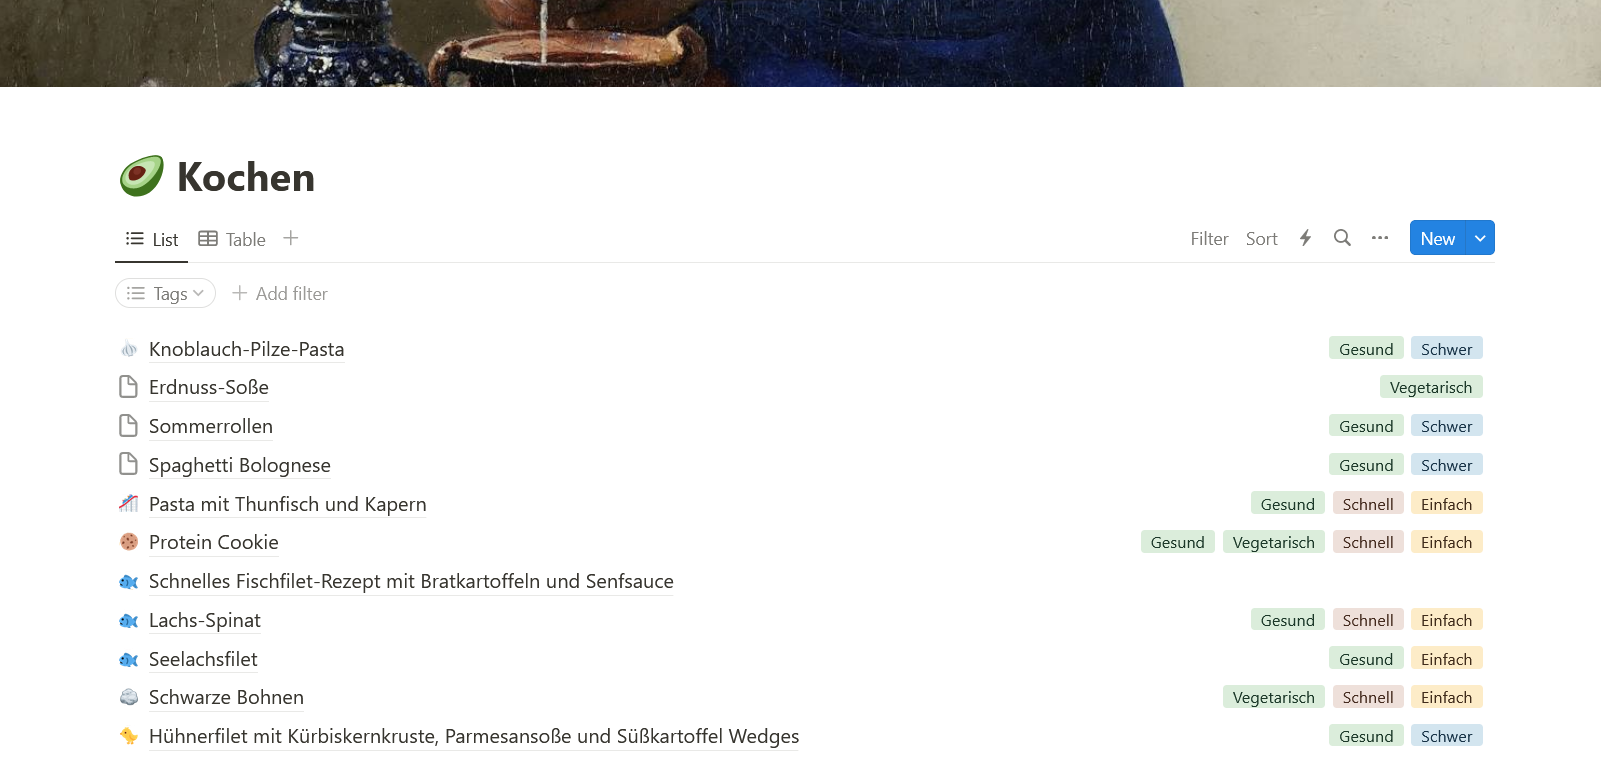 Kochen
List Table Filter Sort New
Tags Add filter
Knoblauch-Pilze-Pasta Gesund Schwer
Erdnuss-Soße Vegetarisch
Sommerrollen Gesund Schwer
Spaghetti Bolognese Gesund Schwer
Pasta mit Thunfisch und Kapern Gesund Schnell Einfach
Protein Cookie Gesund Vegetarisch Schnell Einfach
Schnelles Fischfilet-Rezept mit Bratkartoffeln und Senfsauce
Lachs-Spinat Gesund Schnell Einfach
Seelachsfilet Gesund Einfach
Schwarze Bohnen Vegetarisch Schnell Einfach
Hühnerfilet mit Kürbiskernkruste, Parmesansoße und Süßkartoffel Wedges Gesund Schwer